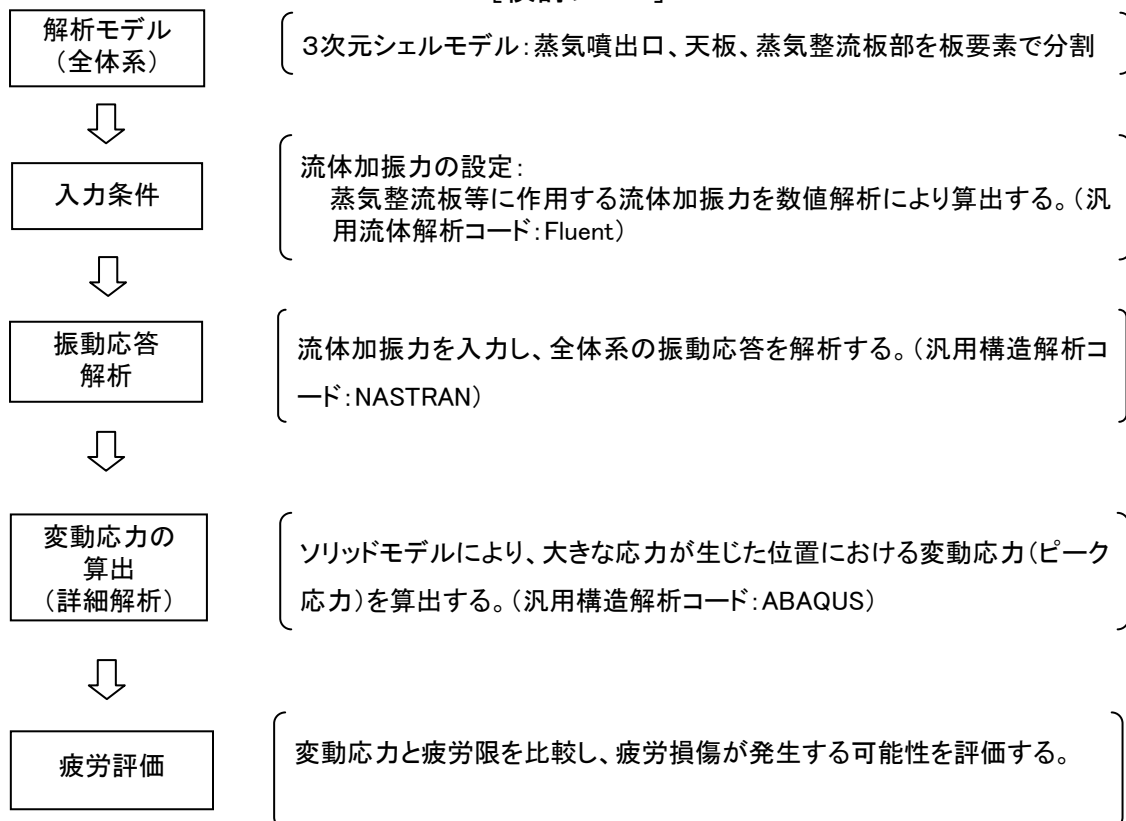 解析モデル
（全体系）
３次元シェルモデル：蒸気噴出口、天板、蒸気整流板部を板要素で分割
入力条件
流体加振力の設定：
蒸気整流板等に作用する流体加振力を数値解析により算出する。（汎
用流体解析コード：Fluent）
振動応答
解析
流体加振力を入力し、全体系の振動応答を解析する。（汎用構造解析コ
ード：NASTRAN）
変動応力の
算出
（詳細解析）
ソリッドモデルにより、大きな応力が生じた位置における変動応力（ピーク
応力）を算出する。（汎用構造解析コード：ABAQUS）
疲労評価
変動応力と疲労限を比較し、疲労損傷が発生する可能性を評価する。